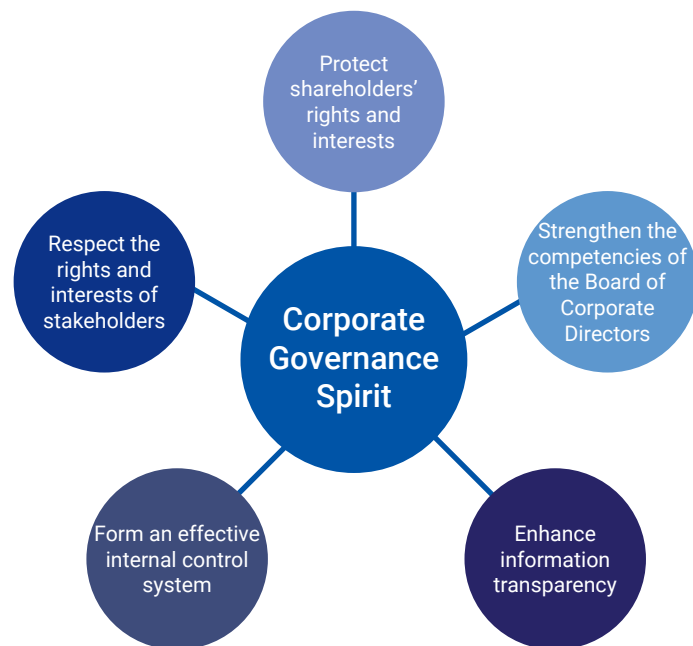 Protect
shareholders’
rights and
interests
Respect the
rights and
interests of
stakeholders
Strengthen the
competencies of
the Board of
Corporate
Directors
Corporate
Governance
Spirit
Form an effective
internal control
system
Enhance
information
transparency